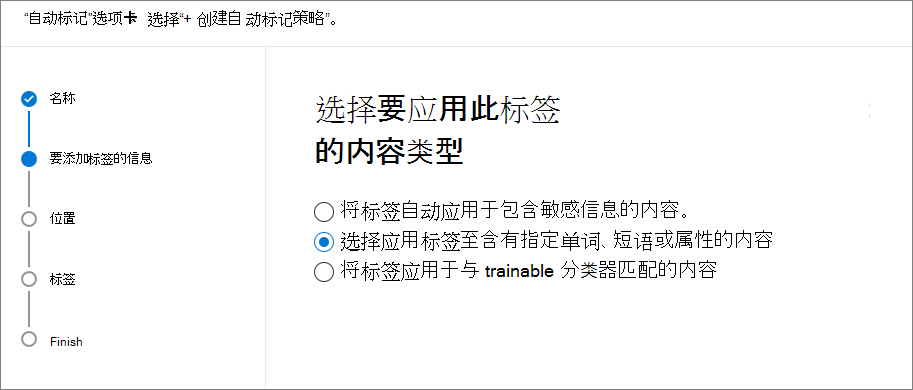 “自动标记”选项卡 选择“+ 创建自动标记策略”。
名称
要添加标签的信息
位置
标签
Finish
选择要应用此标签
的内容类型
将标签自动应用于包含敏感信息的内容。
选择应用标签至含有指定单词、短语或属性的内容
将标签应用于与 trainable 分类器匹配的内容